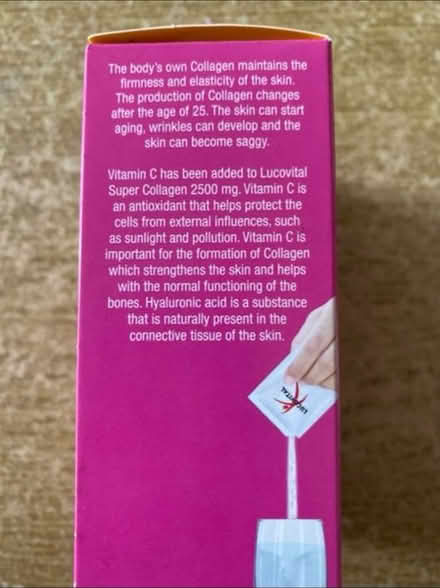 The body's own Collagen maintains the
firmness and elasticity of the skin.
The production of Collagen changes
after the age of 25. The skin can start
aging, wrinkles can develop and the
skin can become saggy.
Vitamin C has been added to Lucovital
Super Collagen 2500 mg. Vitamin C is
an antioxidant that helps protect the
cells from external influences, such
as sunlight and pollution. Vitamin C is
important for the formation of Collagen
which strengthens the skin and helps
with the normal functioning of the
bones. Hyaluronic acid is a substance
that is naturally present in the
connective tissue of the skin.
LUCOVITAL